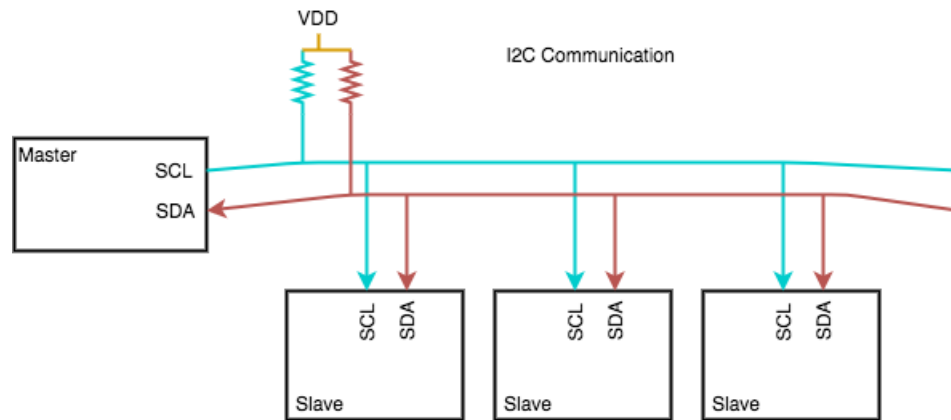 VDD
I2C Communication
Master
SCL
SDA
SCL
SDA
Slave
SCL
SDA
Slave
SCL
SDA
Slave